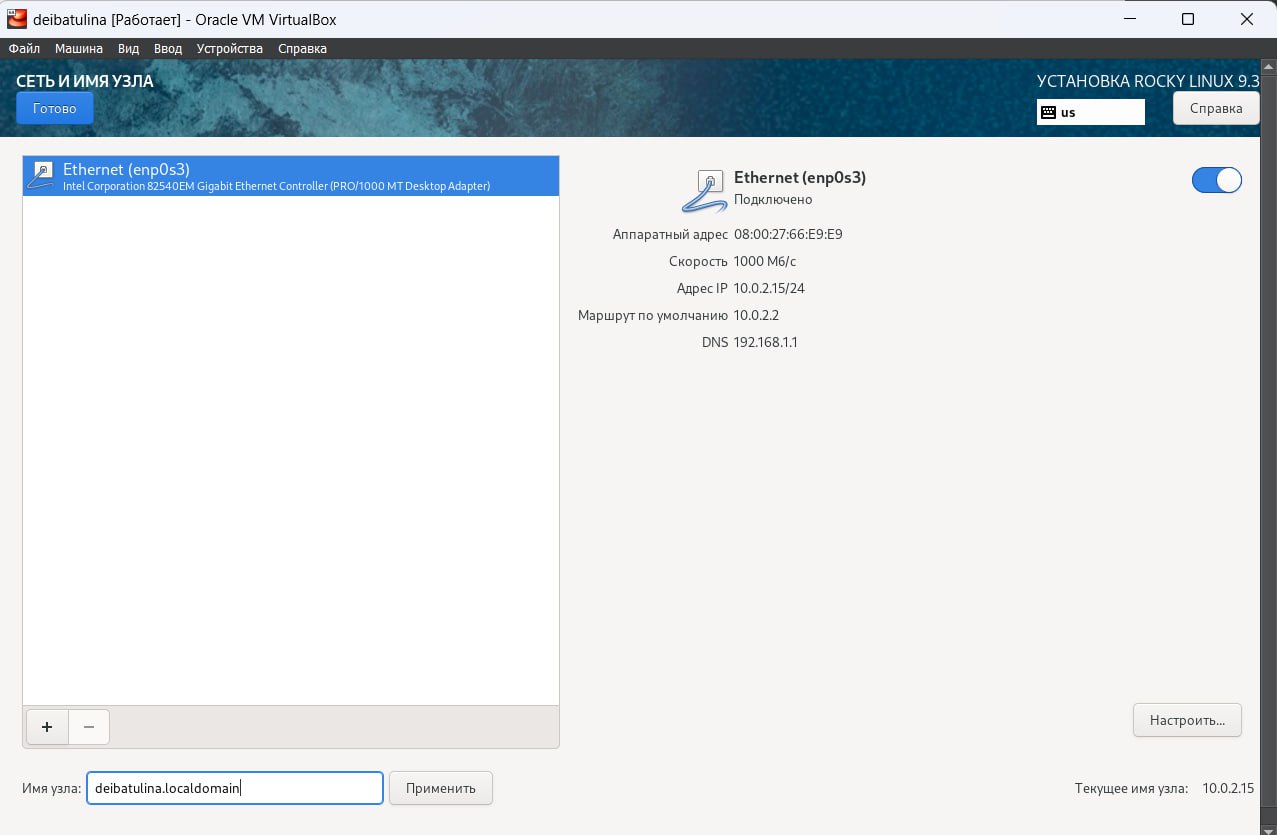 deibatulina [Работает] - Oracle VM VirtualBox
Файл Машина Вид Ввод Устройства Справка
СЕТЬ И ИМЯ УЗЛА
УСТАНОВКА ROCKY LINUX 9.3
Готово
us
Справка
Ethernet (enp0s3)
Intel Corporation 82540EM Gigabit Ethernet Controller (PRO/1000 MT Desktop Adapter)
Ethernet (enp0s3)
Подключено
Аппаратный адрес 08:00:27:66:E9:E9
Скорость 1000 Мб/с
Адрес IP 10.0.2.15/24
Маршрут по умолчанию 10.0.2.2
DNS 192.168.1.1
+ −
Настроить...
Имя узла: deibatulina.localdomain Применить
Текущее имя узла: 10.0.2.15